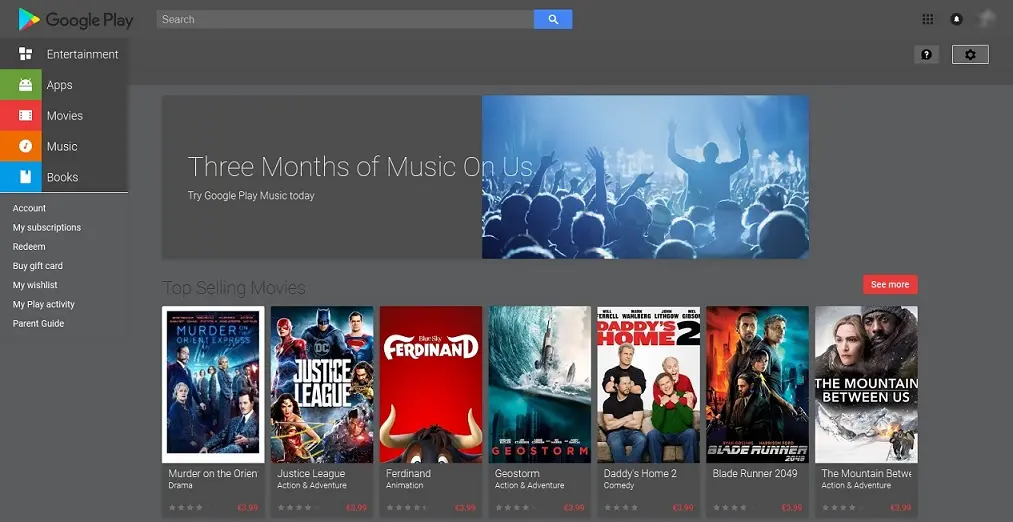 Google Play
Search
Entertainment
Apps
Movies
Music
Books
Account
My subscriptions
Redeem
Buy gift card
My wishlist
My Play activity
Parent Guide
Three Months of Music On Us
Try Google Play Music today
Top Selling Movies
See more
MURDER ON THE
ORIENT EXPRESS
DC
JUSTICE
LEAGUE
Blue Sky
FERDINAND
GEOSTORM
WILL FERRELL MARK WAHLBERG JOHN LITHGOW MEL GIBSON
DADDY'S
HOME 2
RYAN GOSLING HARRISON FORD
BLADE RUNNER
2049
THE MOUNTAIN
BETWEEN US
Murder on the Orien
Drama
€3.99
Justice League
Action & Adventure
€3.99
Ferdinand
Animation
€3.99
Geostorm
Action & Adventure
€3.99
Daddy's Home 2
Comedy
€3.99
Blade Runner 2049
€3.99
The Mountain Betwe
Action & Adventure
€3.99